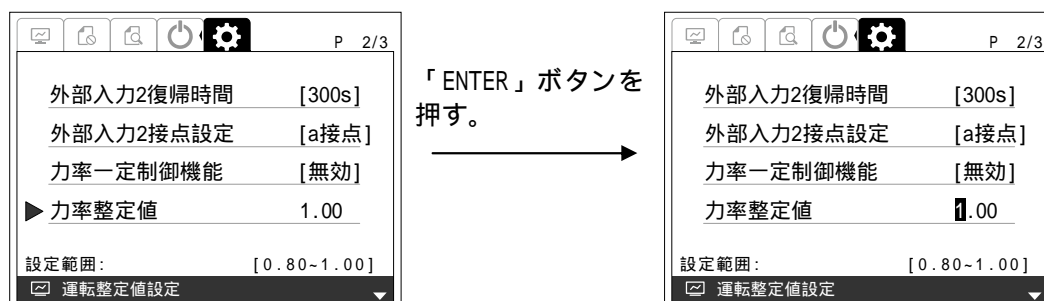 P 2/3
外部入力2復帰時間 [300s]
外部入力2接点設定 [a接点]
力率一定制御機能 [無効]
力率整定値 1.00
設定範囲: [0.80~1.00]
運転整定値設定
「ENTER」ボタンを
押す。
P 2/3
外部入力2復帰時間 [300s]
外部入力2接点設定 [a接点]
力率一定制御機能 [無効]
力率整定値 1.00
設定範囲: [0.80~1.00]
運転整定値設定